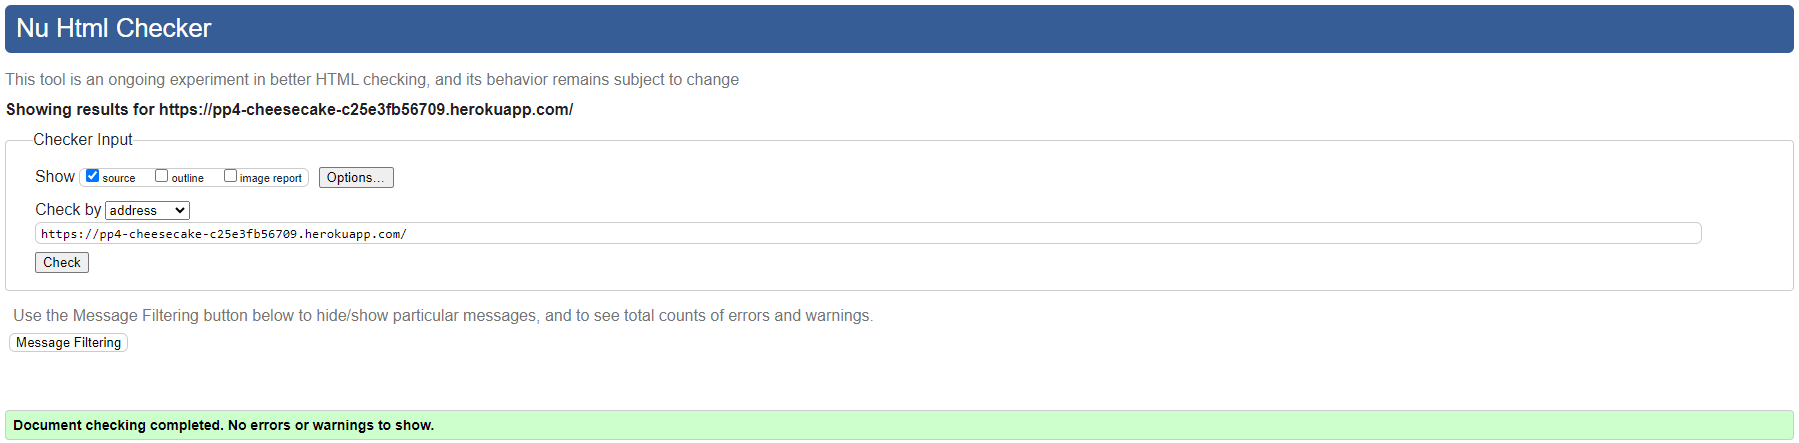 Nu Html Checker
This tool is an ongoing experiment in better HTML checking, and its behavior remains subject to change
Showing results for https://pp4-cheesecake-c25e3fb56709.herokuapp.com/
Checker Input
Show source outline image report Options...
Check by address
https://pp4-cheesecake-c25e3fb56709.herokuapp.com/
Check
Use the Message Filtering button below to hide/show particular messages, and to see total counts of errors and warnings.
Message Filtering
Document checking completed. No errors or warnings to show.